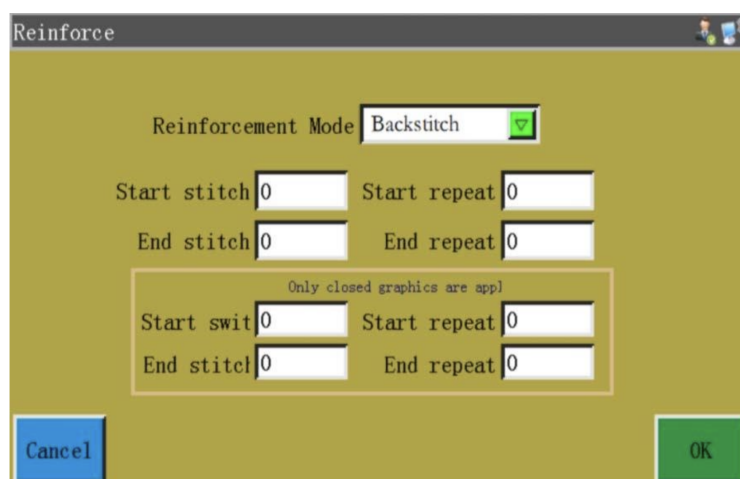 Reinforce
Reinforcement Mode Backstitch
Start stitch 0 Start repeat 0
End stitch 0 End repeat 0
Only closed graphics are appl
Start swit 0 Start repeat 0
End stitch 0 End repeat 0
Cancel OK